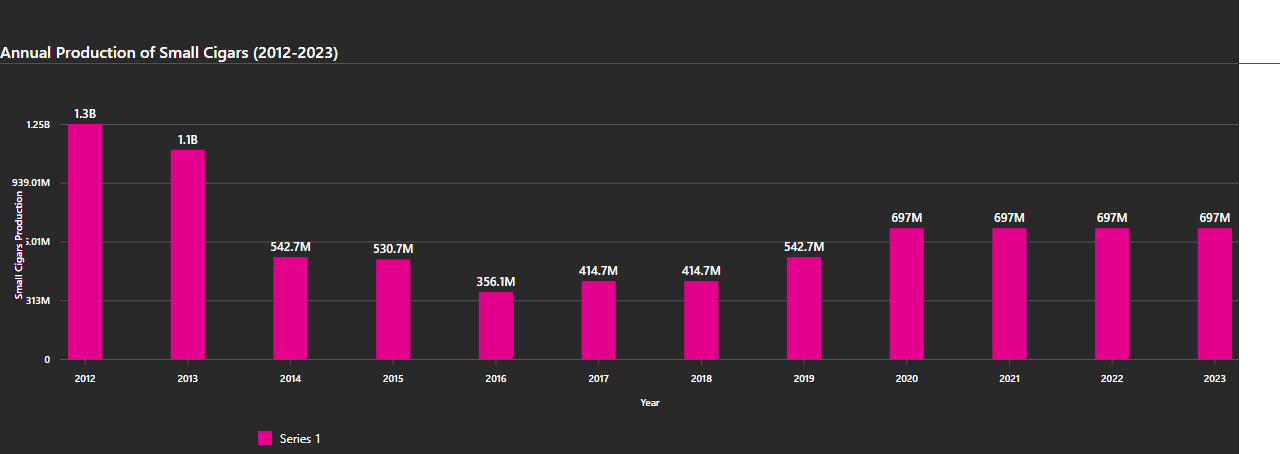 Annual Production of Small Cigars (2012-2023)
1.3B
1.1B
542.7M
530.7M
356.1M
414.7M
414.7M
542.7M
697M
697M
697M
697M
1.25B
939.01M
5.01M
313M
0
Small Cigars Production
2012 2013 2014 2015 2016 2017 2018 2019 2020 2021 2022 2023
Year
Series 1